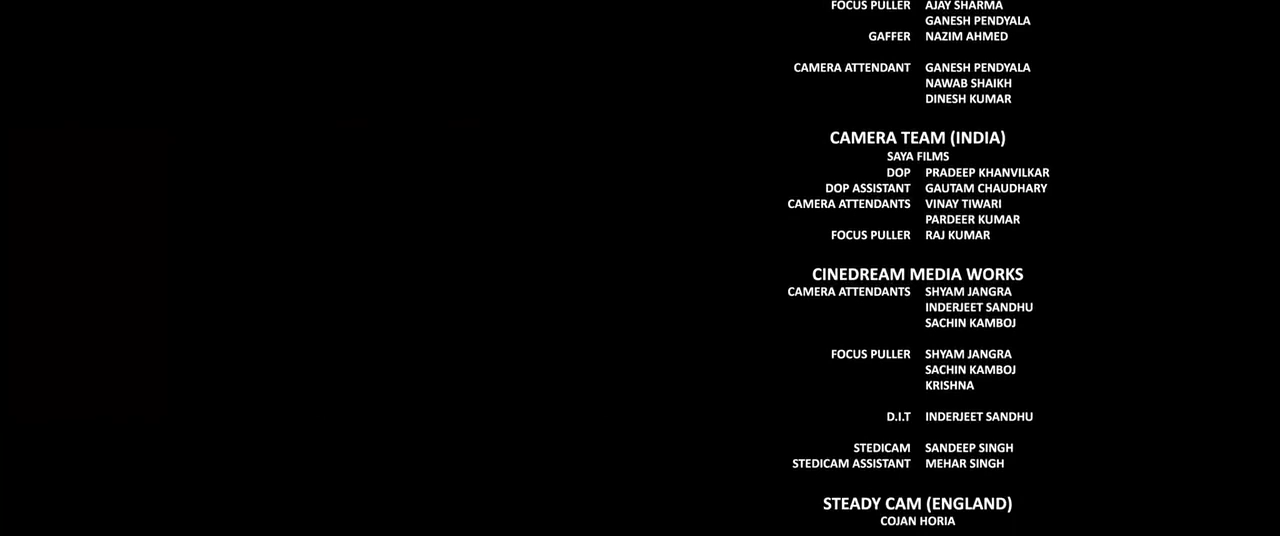 FOCUS PULLER AJAY SHARMA
GANESH PENDYALA
GAFFER NAZIM AHMED
CAMERA ATTENDANT GANESH PENDYALA
NAWAB SHAIKH
DINESH KUMAR
CAMERA TEAM (INDIA)
SAYA FILMS
DOP PRADEEP KHANVILKAR
DOP ASSISTANT GAUTAM CHAUDHARY
CAMERA ATTENDANTS VINAY TIWARI
PARDEER KUMAR
FOCUS PULLER RAJ KUMAR
CINEDREAM MEDIA WORKS
CAMERA ATTENDANTS SHYAM JANGRA
INDERJEET SANDHU
SACHIN KAMBOJ
FOCUS PULLER SHYAM JANGRA
SACHIN KAMBOJ
KRISHNA
D.I.T INDERJEET SANDHU
STEDICAM SANDEEP SINGH
STEDICAM ASSISTANT MEHAR SINGH
STEADY CAM (ENGLAND)
COJAN HORIA